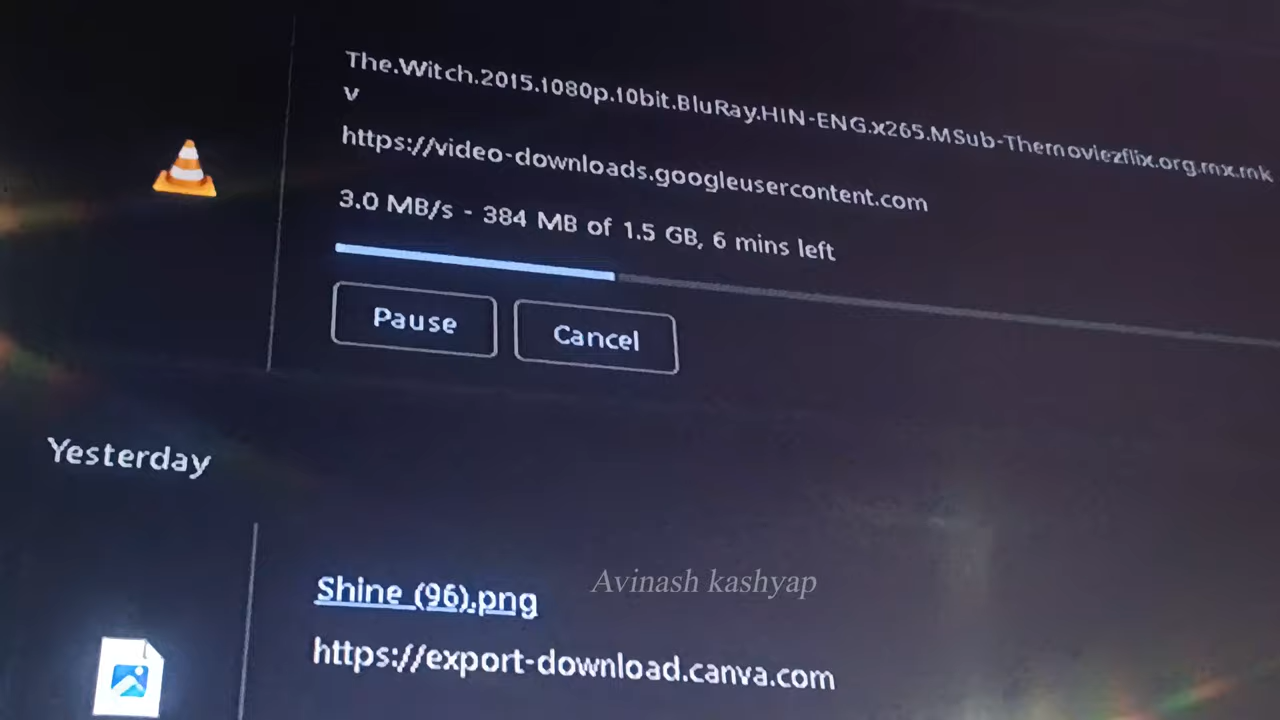 The.Witch.2015.1080p.10bit.BluRay.HIN-ENG.x265.MSub-Themoviezflix.org.mx.mk
v
https://video-downloads.googleusercontent.com
3.0 MB/s - 384 MB of 1.5 GB, 6 mins left
Pause Cancel
Yesterday
Shine (96).png
Avinash kashyap
https://export-download.canva.com